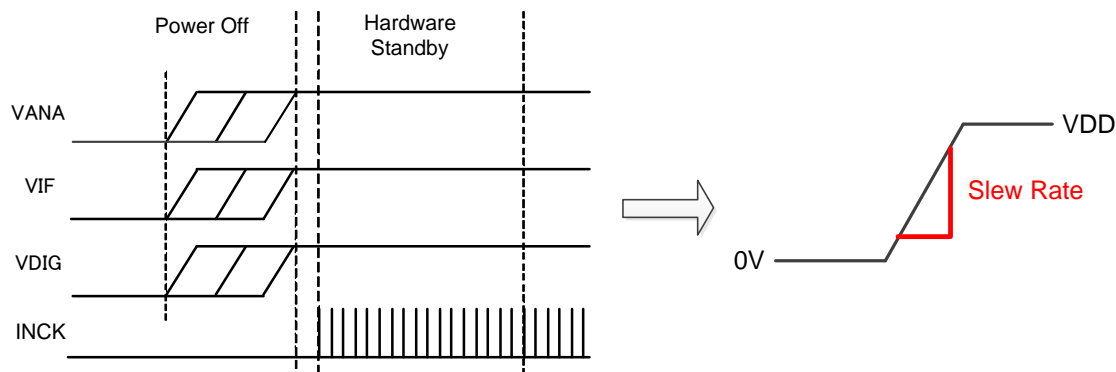 Power Off
Hardware
Standby
VANA
VIF
VDIG
INCK
VDD
Slew Rate
0V